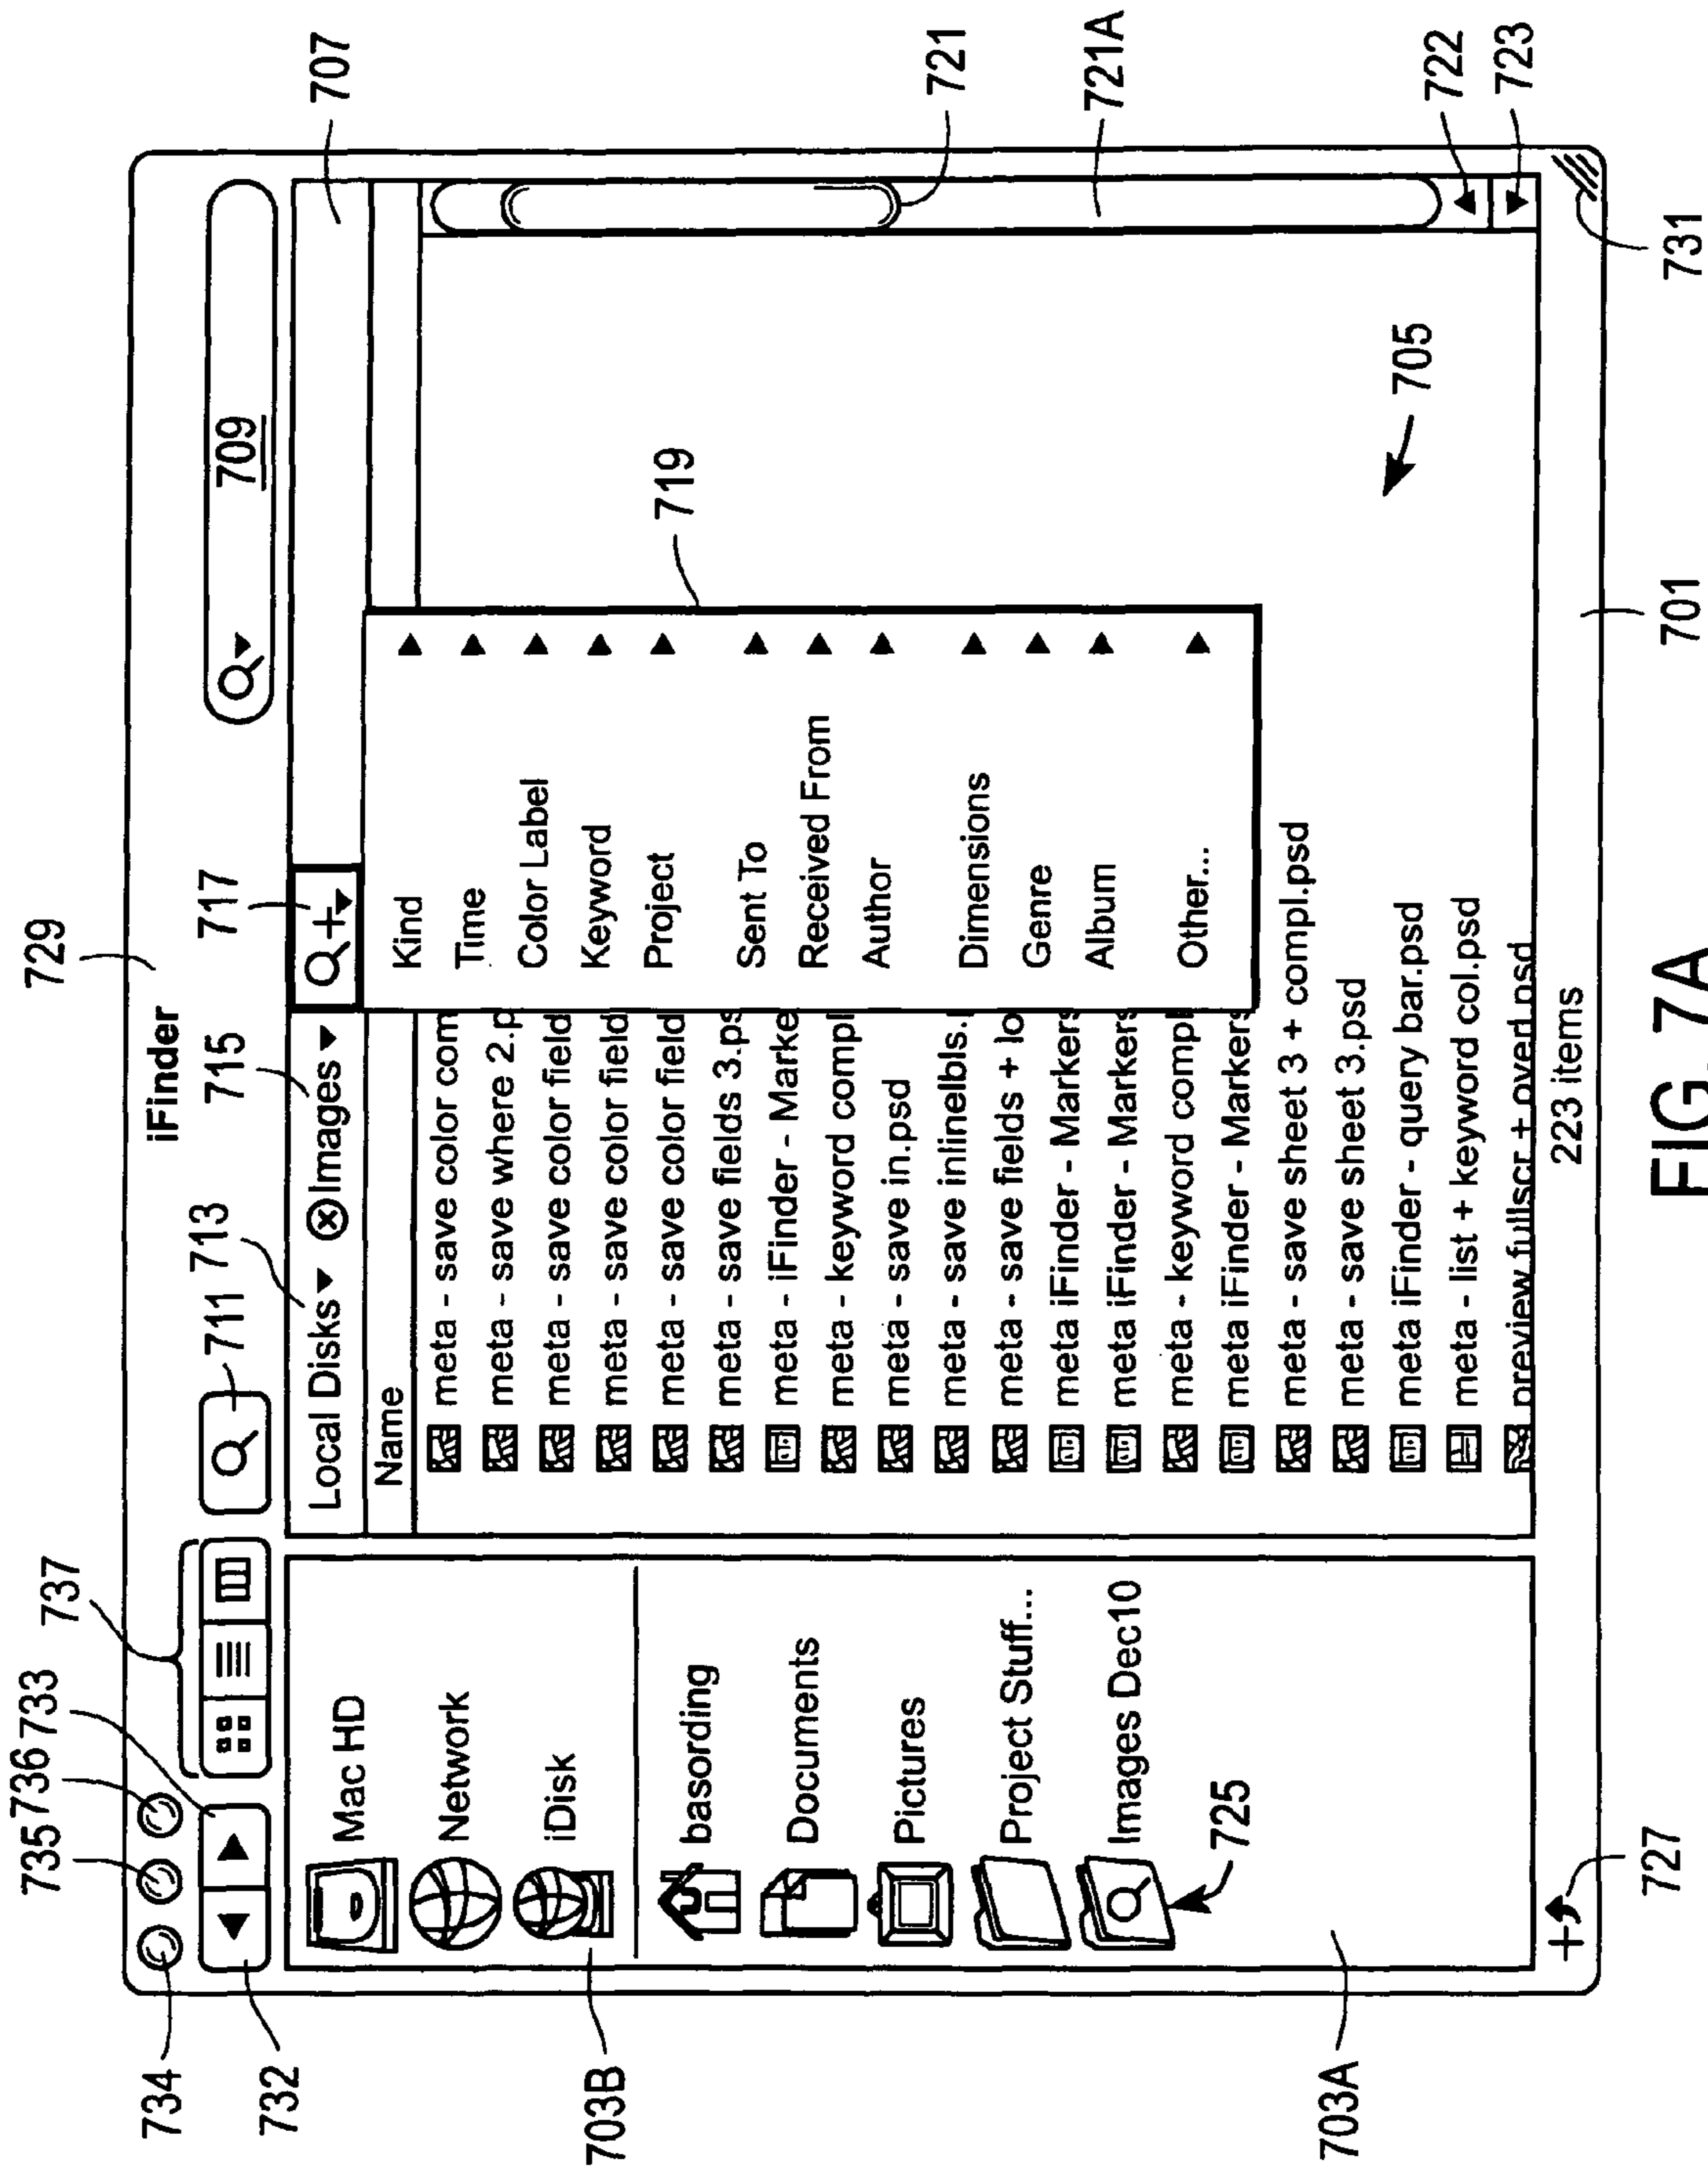 729
737
735 736 733
734
732
iFinder
711 713 715 717
709
707
Local Disks Images
Name
Mac HD
Network
iDisk
703B
basording
Documents
Pictures
Project Stuff...
Images Dec10
725
703A
727
meta - save color com
meta - save where 2.p
meta - save color field
meta - save color field
meta - save color field
meta - save fields 3.ps
meta - iFinder - Marke
meta - keyword compl
meta - save in.psd
meta - save inlinelbls.
meta - save fields + lo
meta iFinder - Markers
meta iFinder - Markers
meta - keyword compl
meta iFinder - Markers
meta - save sheet 3 + compl.psd
meta - save sheet 3.psd
meta iFinder - query bar.psd
meta - list + keyword col.psd
preview fullscr + overl.psd
Kind
Time
Color Label
Keyword
Project
Sent To
Received From
Author
Dimensions
Genre
Album
Other...
719
705
721
721A
722
723
731
223 items
701
FIG. 7A